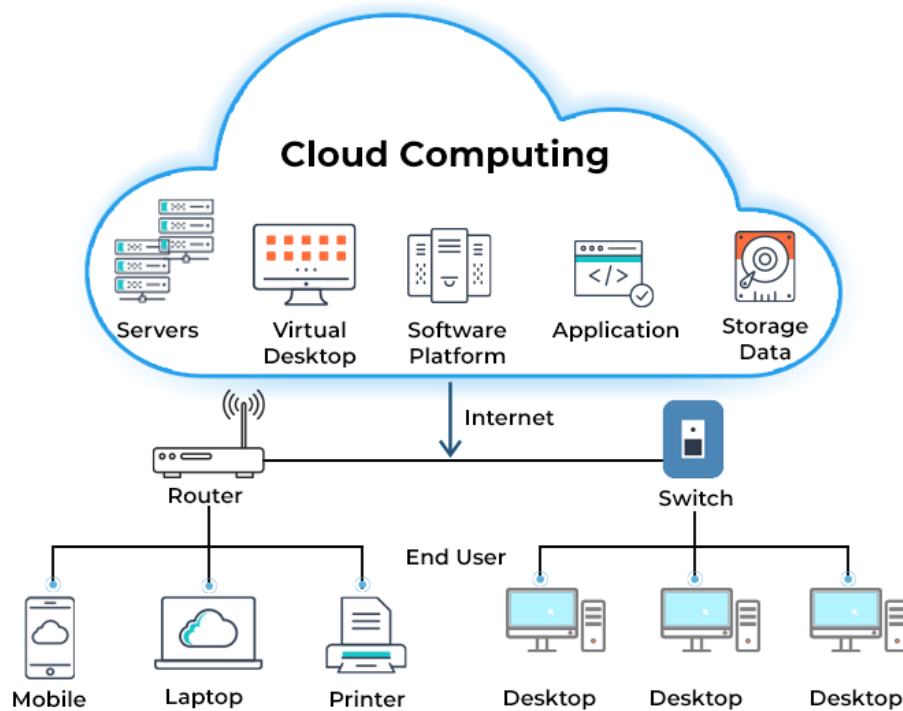 Cloud Computing
Servers
Virtual
Desktop
Software
Platform
Application
Storage
Data
Internet
Router
Switch
End User
Mobile
Laptop
Printer
Desktop
Desktop
Desktop